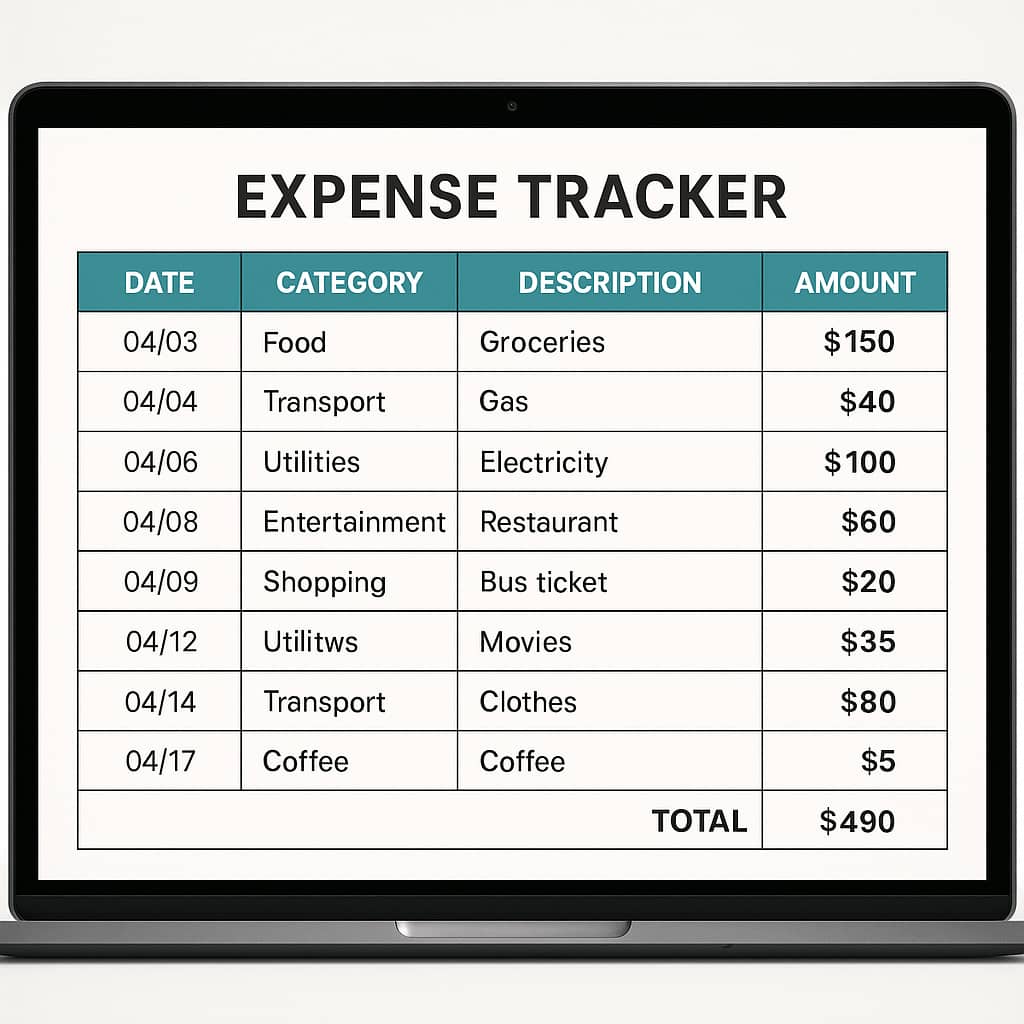 EXPENSE TRACKER
DATE CATEGORY DESCRIPTION AMOUNT
04/03 Food Groceries $150
04/04 Transport Gas $40
04/06 Utilities Electricity $100
04/08 Entertainment Restaurant $60
04/09 Shopping Bus ticket $20
04/12 Utilitws Movies $35
04/14 Transport Clothes $80
04/17 Coffee Coffee $5
TOTAL $490